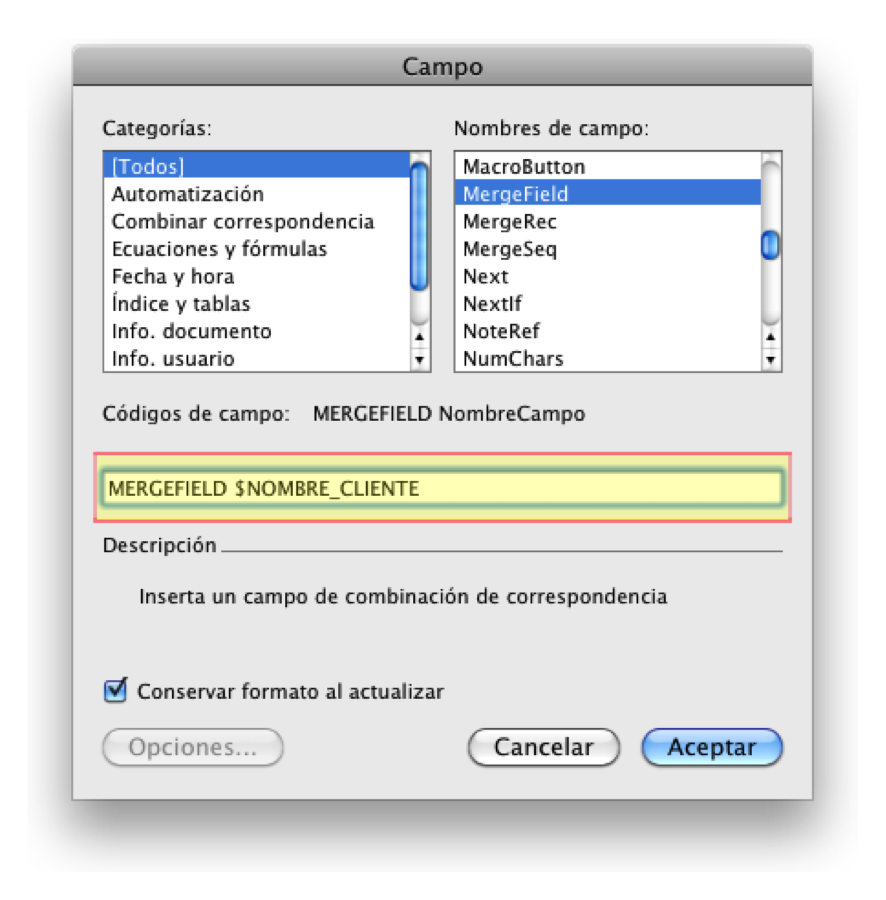 Campo
Categorías:
[Todos]
Automatización
Combinar correspondencia
Ecuaciones y fórmulas
Fecha y hora
Índice y tablas
Info. documento
Info. usuario
Nombres de campo:
MacroButton
MergeField
MergeRec
MergeSeq
Next
NextIf
NoteRef
NumChars
Códigos de campo: MERGEFIELD NombreCampo
MERGEFIELD $NOMBRE_CLIENTE
Descripción
Inserta un campo de combinación de correspondencia
Conservar formato al actualizar
Opciones... Cancelar Aceptar